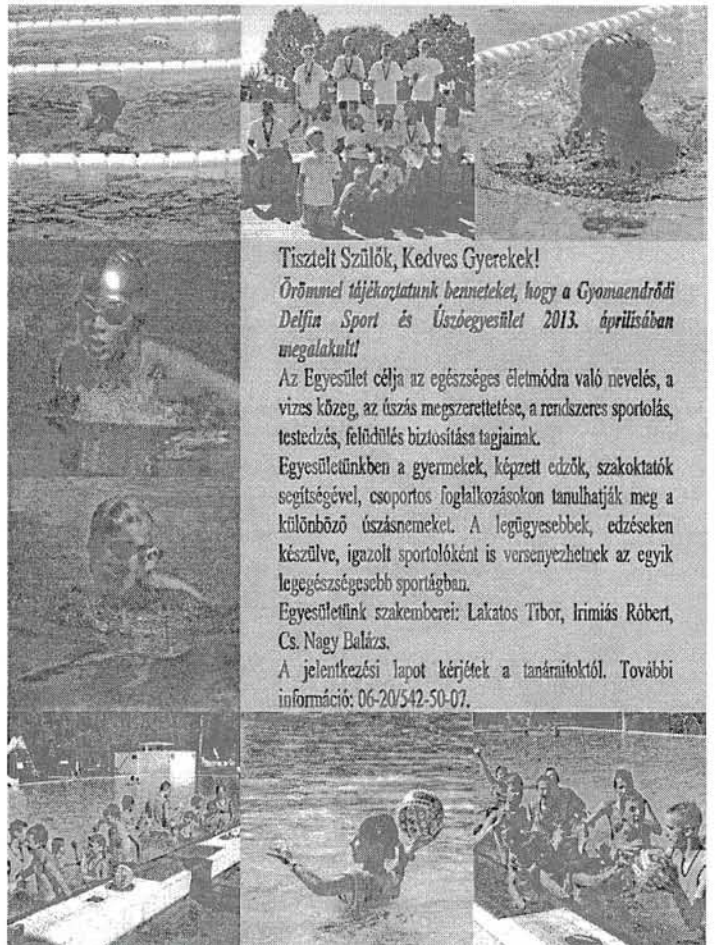 Tisztelt Szülők, Kedves Gyerekek!
Örömmel tájékoztatunk benneteket, hogy a Gyomaendrődi
Delfin Sport és Úszóegyesület 2013. áprilisában
megalakult!
Az Egyesület célja az egészséges életmódra való nevelés, a
vizes közeg, az úszás megszerettetése, a rendszeres sportolás,
testedzés, felüdülés biztosítása tagjainak.
Egyesületünkben a gyermekek, képzett edzők, szakoktatók
segítségével, csoportos foglalkozásokon tanulhatják meg a
különböző úszásnemeket. A legügyesebbek, edzéseken
készülve, igazolt sportolóként is versenyezhetnek az egyik
legegészségesebb sportágban.
Egyesületünk szakemberei: Lakatos Tibor, Irimiás Róbert,
Cs. Nagy Balázs.
A jelentkezési lapot kérjétek a tanáraitoktól. További
információ: 06-20/542-50-07.